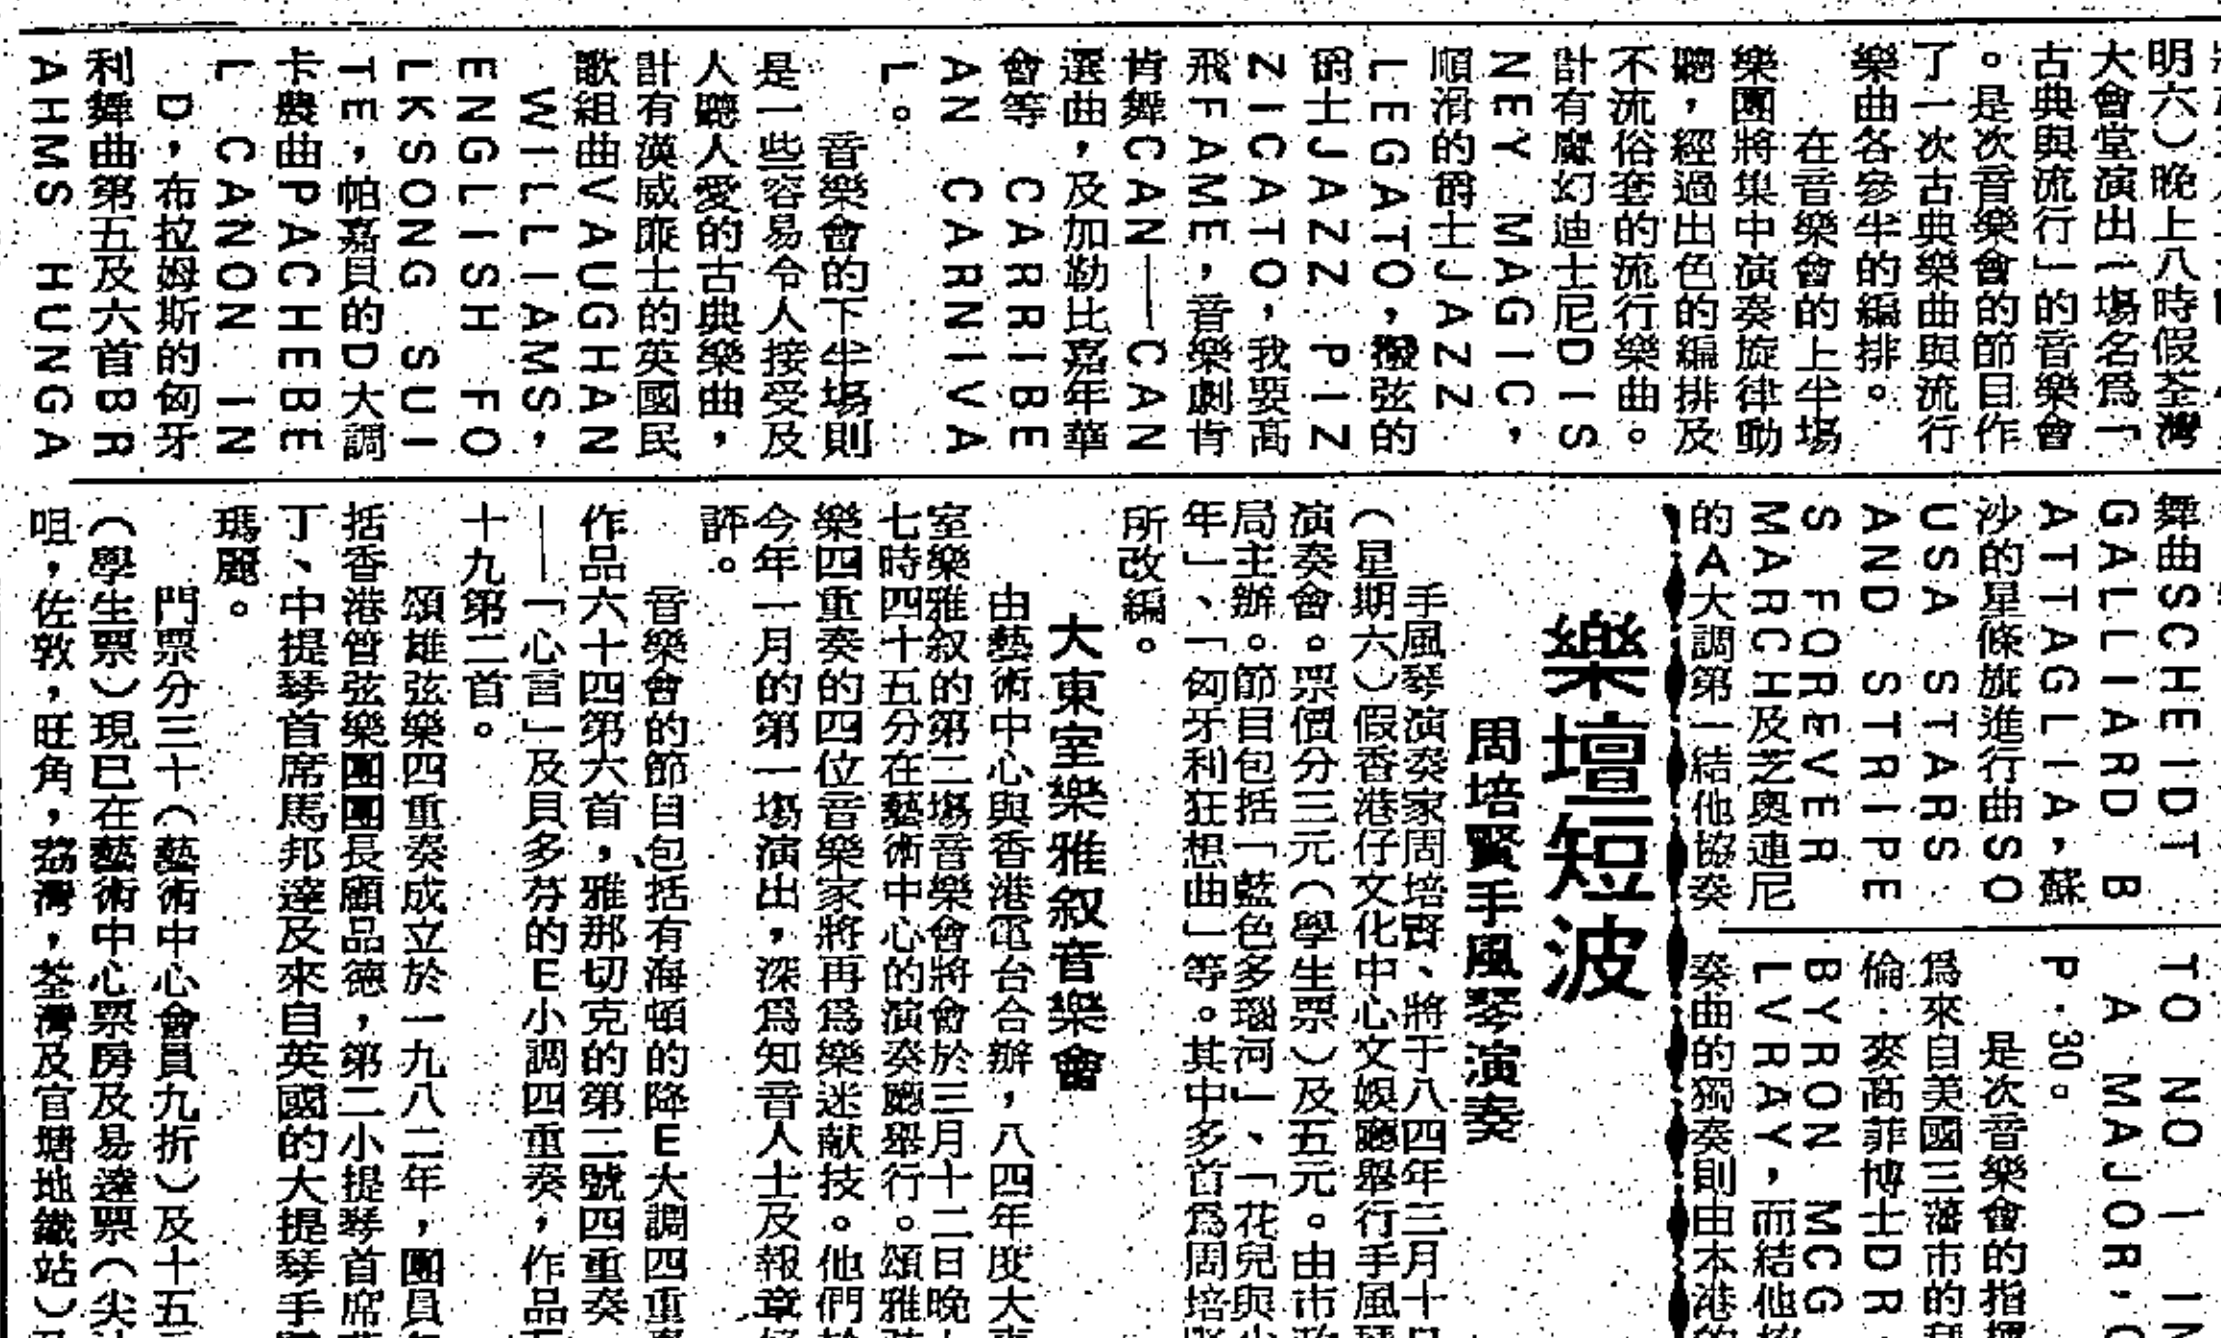 明六）晚上八時假荃灣
大會堂演出一場名爲「
古典與流行」的音樂會
。是次音樂會的節目作
了一次古典樂曲與流行
樂曲各參半的編排。
在音樂會的上半場
樂團將集中演奏旋律動
聽，經過出色的編排及
不流俗套的流行樂曲。
計有魔幻迪士尼DIS
NEY MAGIC，
順滑的爵士JAZZ
LEGATO，撥弦的
爵士JAZZ PIZ
ZICATO，我要高
飛FAME，音樂劇肯
肯舞CAN—CAN
選曲，及加勒比嘉年華
會等 CARRIBE
AN CARNIVA
L。
音樂會的下半場則
是一些容易令人接受及
人聽人愛的古典樂曲，
計有漢威廉士的英國民
歌組曲VAUGHAN
WILLIAMS，
ENGLISH FO
LKSONG SUI
TE，帕嘉貝的D大調
卡農曲PACHEBE
L CANON IN
D，布拉姆斯的匈牙
利舞曲第五及六首BR
AHMS HUNGA
舞曲SCHEIDT
GALLIARD B
ATTAGLIA，蘇
沙的星條旗進行曲SO
USA STARS
AND STRIPE
S FOREVER
MARCH及芝奧連尼
的A大調第一結他協奏
TO NO 1 IN
A MAJOR，O
P.30。
是次音樂會的指
爲來自美國三藩市的
倫．麥高菲博士DR
BYRON MCG
LVRAY，而結他
奏曲的獨奏則由本港
樂壇短波
周培賢手風琴演奏
手風琴演奏家周培賢、將于八四年三月十
（星期六）假香港仔文化中心文娛廳舉行手風琴
演奏會。票價分三元（學生票）及五元。由市政
局主辦。節目包括「藍色多瑙河」、「花兒與少
年」、「匈牙利狂想曲」等。其中多首爲周培
所改編。
大東室樂雅叙音樂會
由藝術中心與香港電台合辦，八四年度大東
室樂雅叙的第二場音樂會將會於三月十二日晚上
七時四十五分在藝術中心的演奏廳舉行。頌雅
樂四重奏的四位音樂家將再爲樂迷献技。他們於
今年一月的第一場演出，深爲知音人士及報章
評。
音樂會的節目包括有海頓的降E大調四重奏
作品六十四第六首，雅那切克的第二號四重奏
—「心言」及貝多芬的E小調四重奏，作品五
十九第二首。
頌雄弦樂四重奏成立於一九八二年，團員
括香港管弦樂團團長顧品德，第二小提琴首席
丁、中提琴首席馬邦達及來自英國的大提琴手
瑪麗。
門票分三十（藝術中心會員九折）及十五元
（學生票）現已在藝術中心票房及易達票（尖沙
咀，佐敦，旺角，荔灣，荃灣及官塘地鐵站）